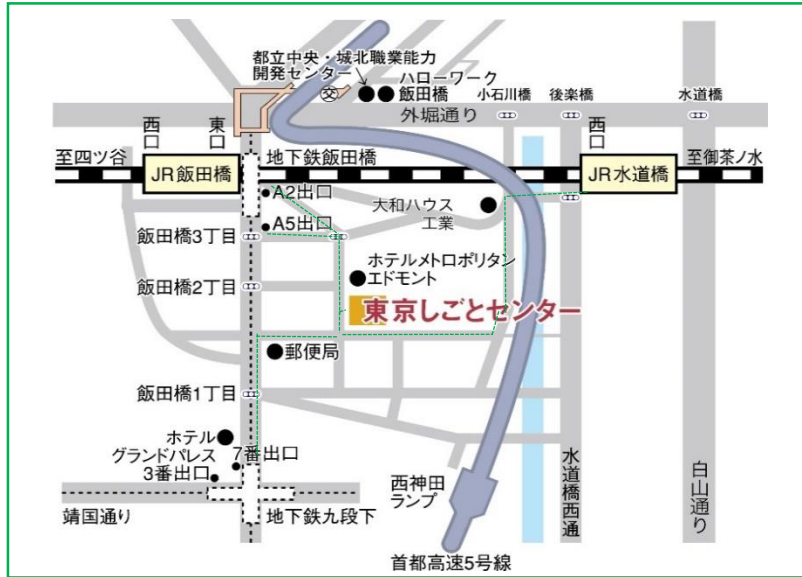 都立中央・城北職業能力
開発センター
交
ハローワーク
飯田橋
小石川橋
後楽橋
水道橋
外堀通り
西口
東口
地下鉄飯田橋
西口
至四ツ谷
JR飯田橋
JR水道橋
至御茶ノ水
A2出口
大和ハウス
工業
A5出口
飯田橋3丁目
ホテルメトロポリタン
エドモント
飯田橋2丁目
東京しごとセンター
郵便局
飯田橋1丁目
ホテル
グランドパレス
7番出口
3番出口
西神田
ランプ
水道橋西通
白山通り
靖国通り
地下鉄九段下
首都高速5号線